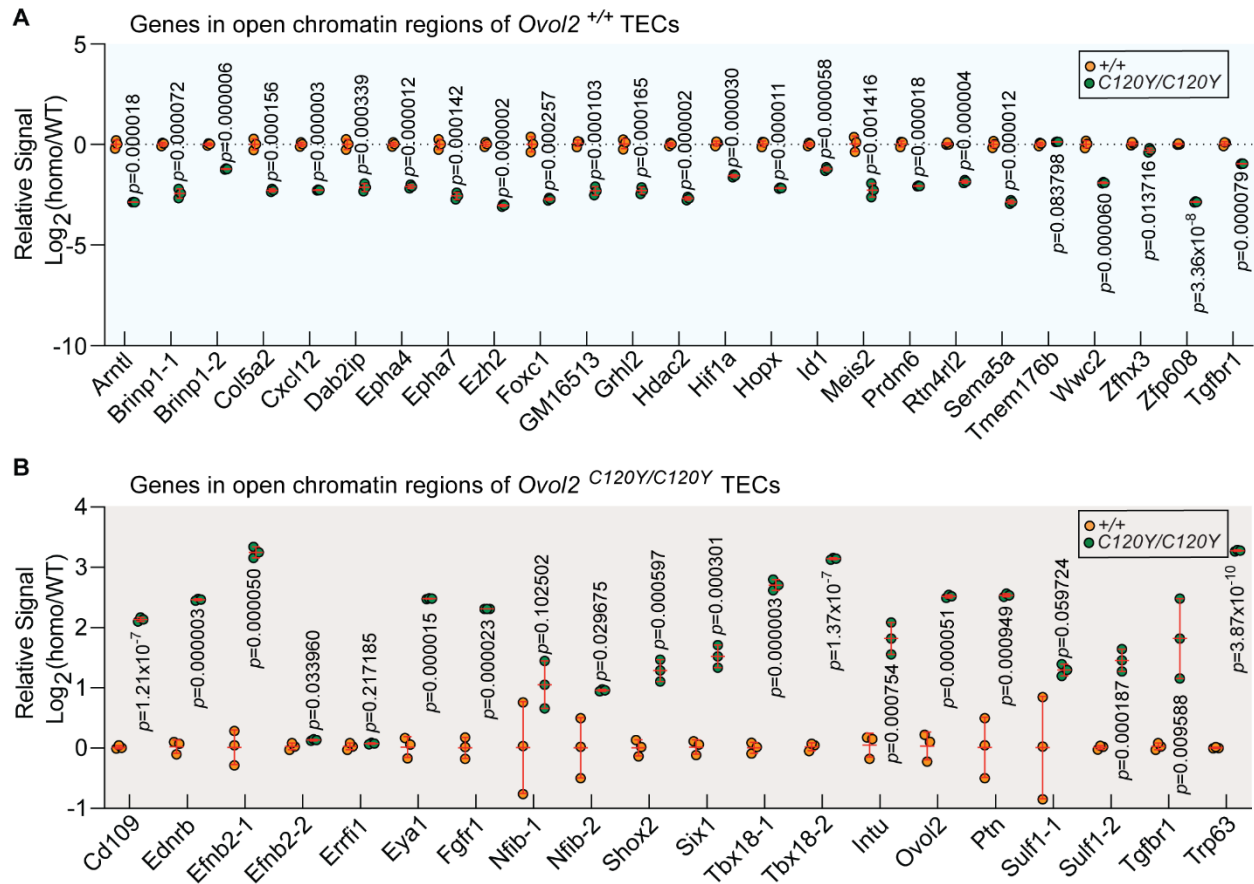 A
Genes in open chromatin regions of Ovol2 +/+ TECs
Relative Signal
Log2(homo/WT)
5
0
-5
-10
+/+
C120Y/C120Y
p=0.000018
p=0.000072
p=0.000006
p=0.000156
p=0.000003
p=0.000339
p=0.000012
p=0.000142
p=0.000002
p=0.000257
p=0.000103
p=0.000165
p=0.000002
p=0.000030
p=0.000011
p=0.000058
p=0.001416
p=0.000018
p=0.000004
p=0.000012
p=0.083798
p=0.000060
p=0.013716
p=3.36x10-8
p=0.0000796
Arntl
Brinp1-1
Brinp1-2
Col5a2
Cxcl12
Dab2ip
Epha4
Epha7
Ezh2
Foxc1
GM16513
Grhl2
Hdac2
Hif1a
Hopx
Id1
Meis2
Prdm6
Rtn4rl2
Sema5a
Tmem176b
Wwc2
Zfhx3
Zfp608
Tgfbr1
B
Genes in open chromatin regions of Ovol2 C120Y/C120Y TECs
Relative Signal
Log2(homo/WT)
4
3
2
1
0
-1
+/+
C120Y/C120Y
p=1.21x10-7
p=0.000003
p=0.000050
p=0.033960
p=0.217185
p=0.000015
p=0.000023
p=0.102502
p=0.029675
p=0.000597
p=0.000301
p=0.000003
p=1.37x10-7
p=0.000754
p=0.000051
p=0.000949
p=0.059724
p=0.000187
p=0.009588
p=3.87x10-10
Cd109
Ednrb
Efnb2-1
Efnb2-2
Errfi1
Eya1
Fgfr1
Nfib-1
Nfib-2
Shox2
Six1
Tbx18-1
Tbx18-2
Intu
Ovol2
Ptn
Sulf1-1
Sulf1-2
Tgfbr1
Trp63